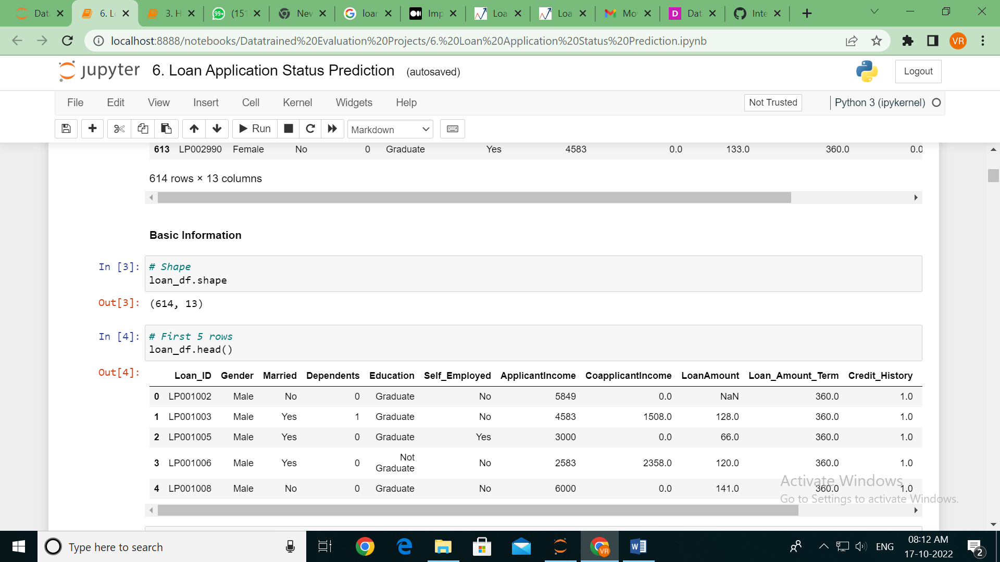 Dat
6. L
3. H
99+ (15
New
loar
Imp
Loa
Loa
Mo
D Dat
Inte
localhost:8888/notebooks/Datatrained%20Evaluation%20Projects/6.%20Loan%20Application%20Status%20Prediction.ipynb
VR
jupyter 6. Loan Application Status Prediction (autosaved)
Logout
File Edit View Insert Cell Kernel Widgets Help
Not Trusted
Python 3 (ipykernel)
Run
Markdown
613 LP002990 Female No 0 Graduate Yes 4583 0.0 133.0 360.0 0.0
614 rows × 13 columns
Basic Information
In [3]: # Shape
loan_df.shape
Out[3]: (614, 13)
In [4]: # First 5 rows
loan_df.head()
Out[4]:
Loan_ID Gender Married Dependents Education Self_Employed ApplicantIncome CoapplicantIncome LoanAmount Loan_Amount_Term Credit_History
0 LP001002 Male No 0 Graduate No 5849 0.0 NaN 360.0 1.0
1 LP001003 Male Yes 1 Graduate No 4583 1508.0 128.0 360.0 1.0
2 LP001005 Male Yes 0 Graduate Yes 3000 0.0 66.0 360.0 1.0
3 LP001006 Male Yes 0 Not Graduate No 2583 2358.0 120.0 360.0 1.0
4 LP001008 Male No 0 Graduate No 6000 0.0 141.0 360.0 1.0
Activate Windows
Go to Settings to activate Windows.
Type here to search
VR
W
ENG
08:12 AM
17-10-2022
2